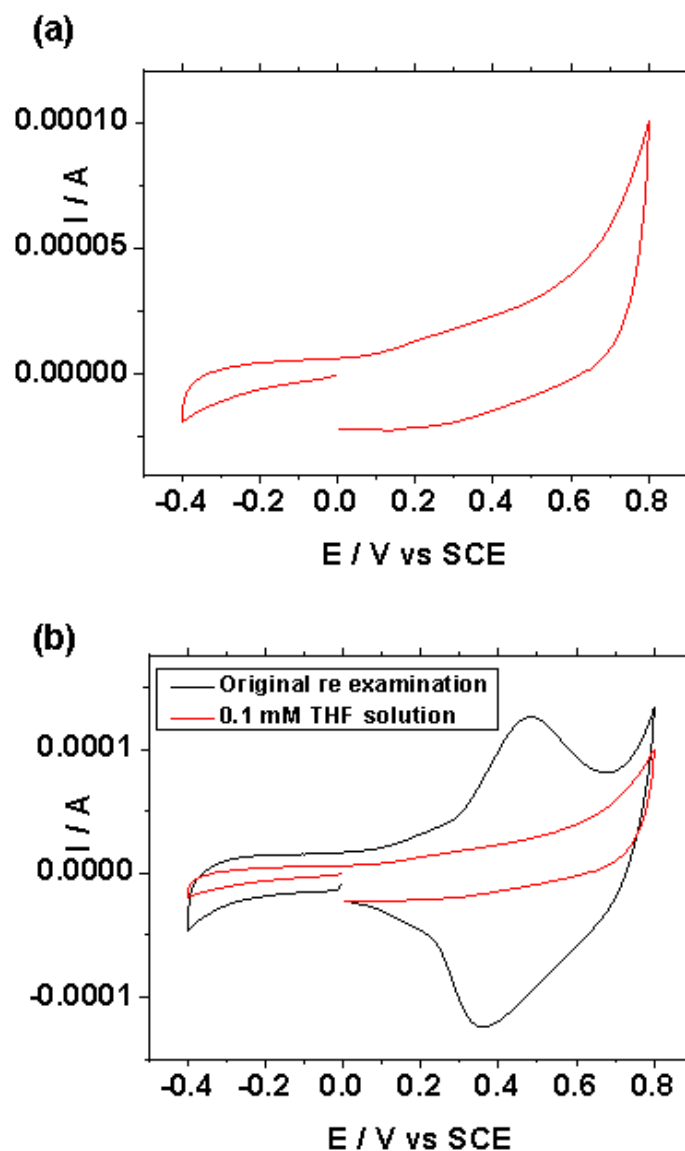 (a)
0.00010
0.00005
0.00000
I / A
-0.4 -0.2 0.0 0.2 0.4 0.6 0.8
E / V vs SCE
(b)
Original re examination
0.1 mM THF solution
0.0001
0.0000
-0.0001
I / A
-0.4 -0.2 0.0 0.2 0.4 0.6 0.8
E / V vs SCE